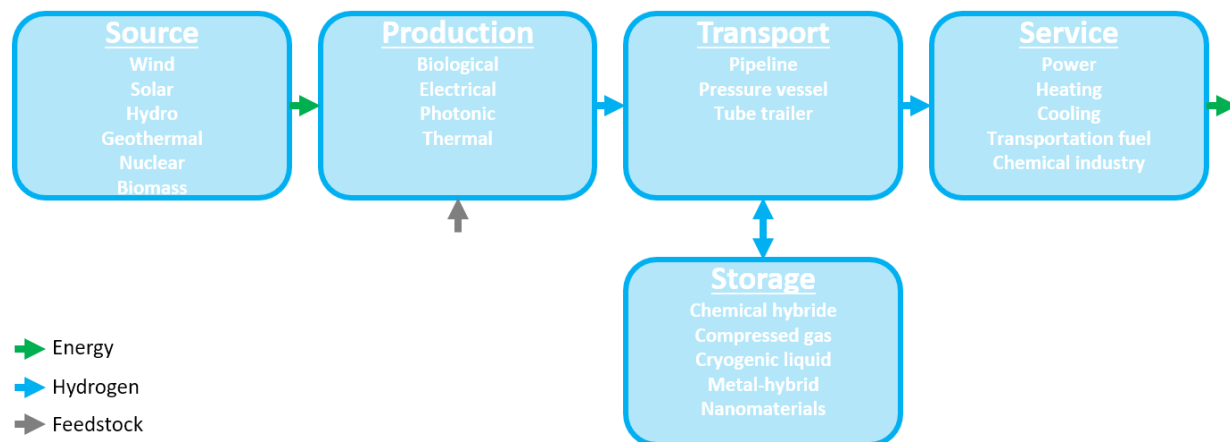 Source
Wind
Solar
Hydro
Geothermal
Nuclear
Biomass
Production
Biological
Electrical
Photonic
Thermal
Transport
Pipeline
Pressure vessel
Tube trailer
Service
Power
Heating
Cooling
Transportation fuel
Chemical industry
Storage
Chemical hybride
Compressed gas
Cryogenic liquid
Metal-hybrid
Nanomaterials
Energy
Hydrogen
Feedstock